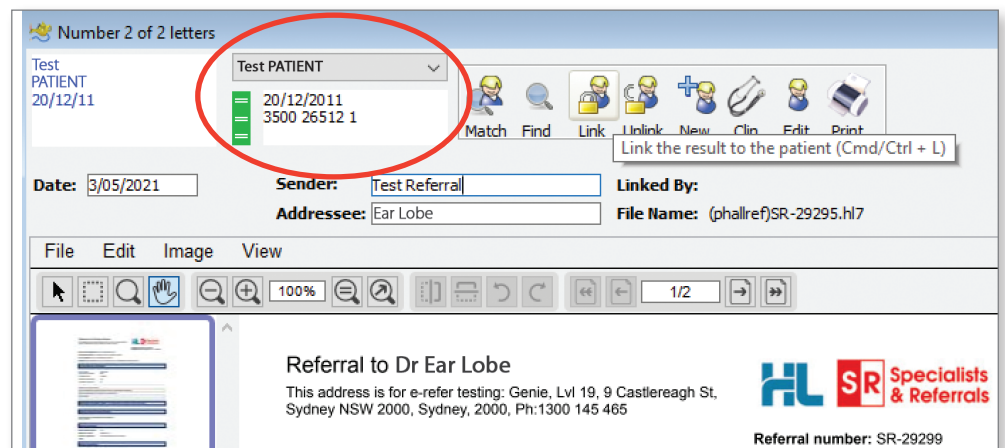 Number 2 of 2 letters
Test
PATIENT
20/12/11
Test PATIENT
20/12/2011
3500 26512 1
Match Find Link Unlink New Clip Edit Print
Link the result to the patient (Cmd/Ctrl + L)
Date: 3/05/2021
Sender: Test Referral
Linked By:
Addressee: Ear Lobe
File Name: (phallref)SR-29295.hl7
File Edit Image View
100%
1/2
Referral to Dr Ear Lobe
This address is for e-refer testing: Genie, Lvl 19, 9 Castlereagh St,
Sydney NSW 2000, Sydney, 2000, Ph:1300 145 465
HL SR Specialists
& Referrals
Referral number: SR-29299